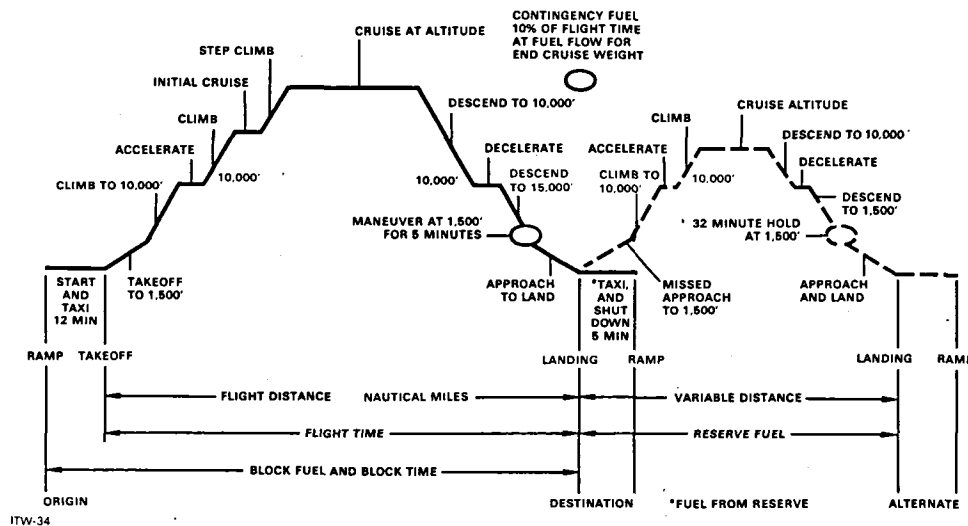 CONTINGENCY FUEL
10% OF FLIGHT TIME
AT FUEL FLOW FOR
END CRUISE WEIGHT
CRUISE AT ALTITUDE
STEP CLIMB
INITIAL CRUISE
CLIMB
ACCELERATE
CLIMB TO 10,000'
10,000'
TAKEOFF
TO 1,500'
START
AND
TAXI
12 MIN
DESCEND TO 10,000'
DECELERATE
10,000'
DESCEND
TO 15,000'
MANEUVER AT 1,500'
FOR 5 MINUTES
APPROACH
TO LAND
*TAXI,
AND
SHUT
DOWN
5 MIN
MISSED
APPROACH
TO 1,500'
CLIMB TO
10,000'
ACCELERATE
CLIMB
10,000'
CRUISE ALTITUDE
DESCEND TO 10,000'
DECELERATE
DESCEND
TO 1,500'
* 32 MINUTE HOLD
AT 1,500'
APPROACH
AND LAND
RAMP TAKEOFF LANDING RAMP LANDING RAMP
FLIGHT DISTANCE NAUTICAL MILES VARIABLE DISTANCE
FLIGHT TIME RESERVE FUEL
BLOCK FUEL AND BLOCK TIME
ORIGIN DESTINATION *FUEL FROM RESERVE ALTERNATE
ITW-34